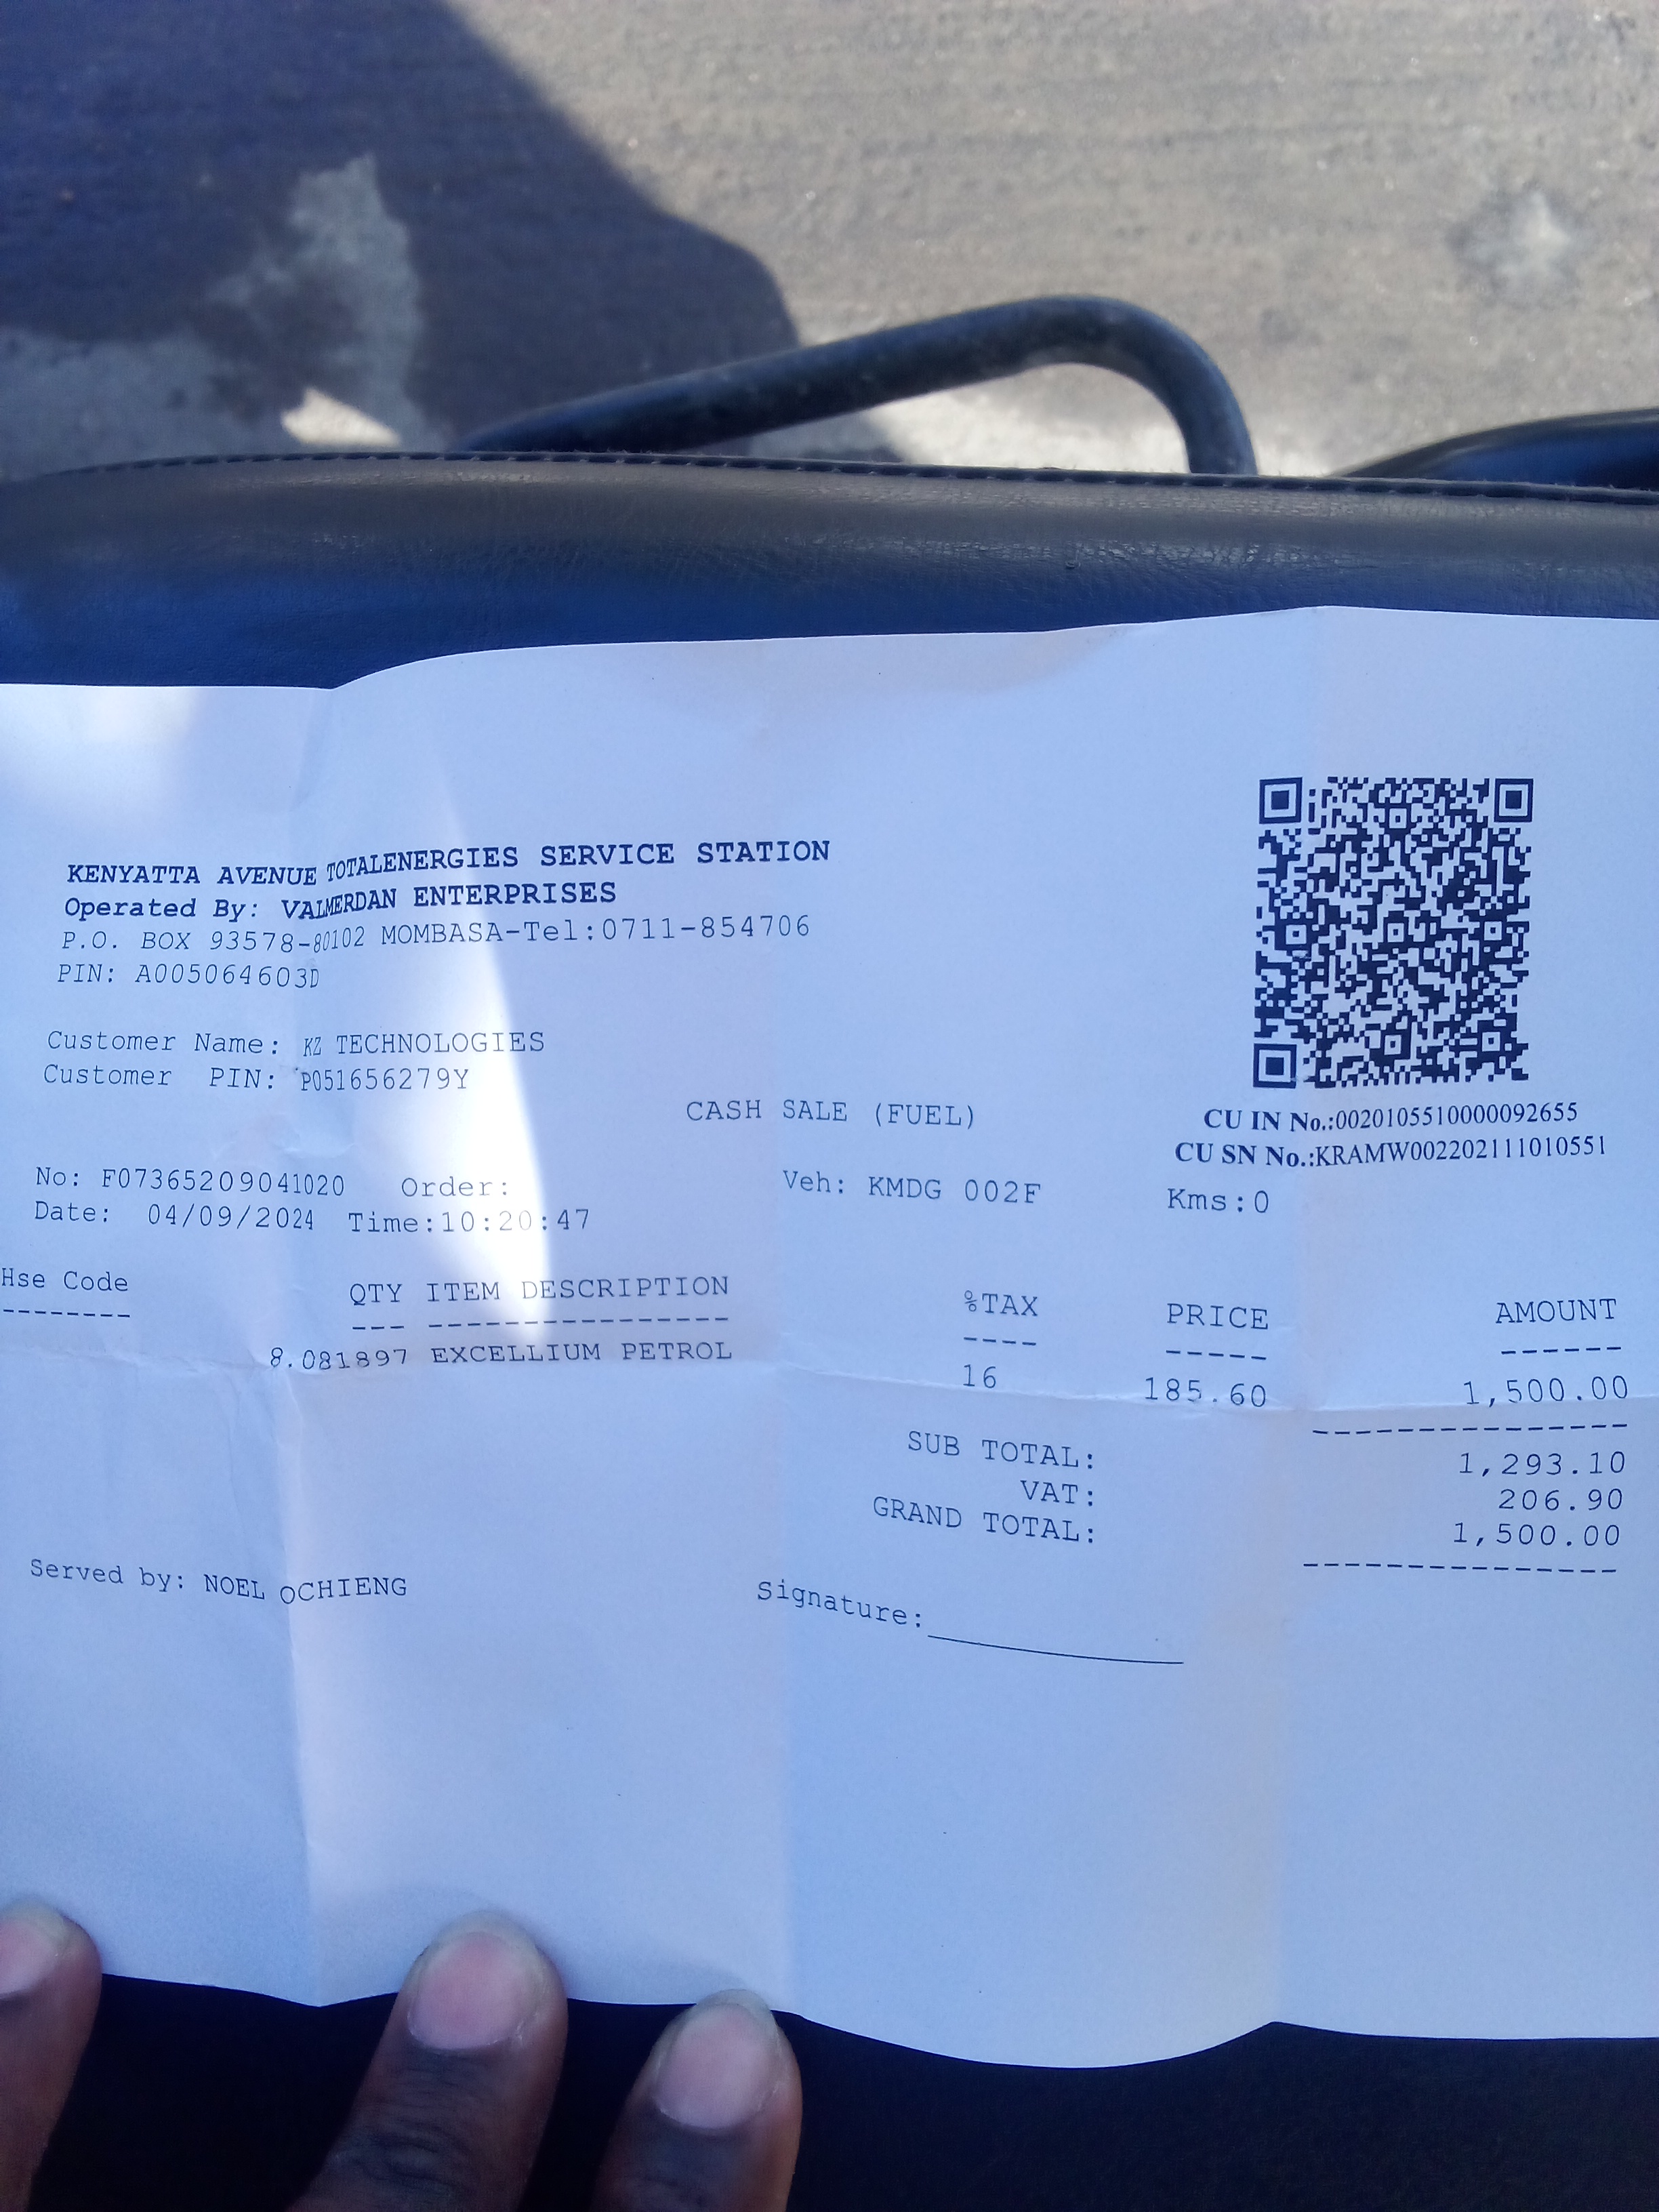 KENYATTA AVENUE TOTALENERGIES SERVICE STATION
Operated By: VALMERDAN ENTERPRISES
P.O. BOX 93578-80102 MOMBASA-Tel:0711-854706
PIN: A005064603D
Customer Name: KZ TECHNOLOGIES
Customer PIN: P051656279Y
CASH SALE (FUEL)
CU IN No.:0020105510000092655
CU SN No.:KRAMW002202111010551
No: F07365209041020 Order: Veh: KMDG 002F Kms:0
Date: 04/09/2024 Time:10:20:47
Hse Code QTY ITEM DESCRIPTION %TAX PRICE AMOUNT
-------- --- ---------------- ---- ----- ------
8.081897 EXCELLIUM PETROL 16 185.60 1,500.00
--------------
SUB TOTAL: 1,293.10
VAT: 206.90
GRAND TOTAL: 1,500.00
--------------
Served by: NOEL OCHIENG Signature:______________